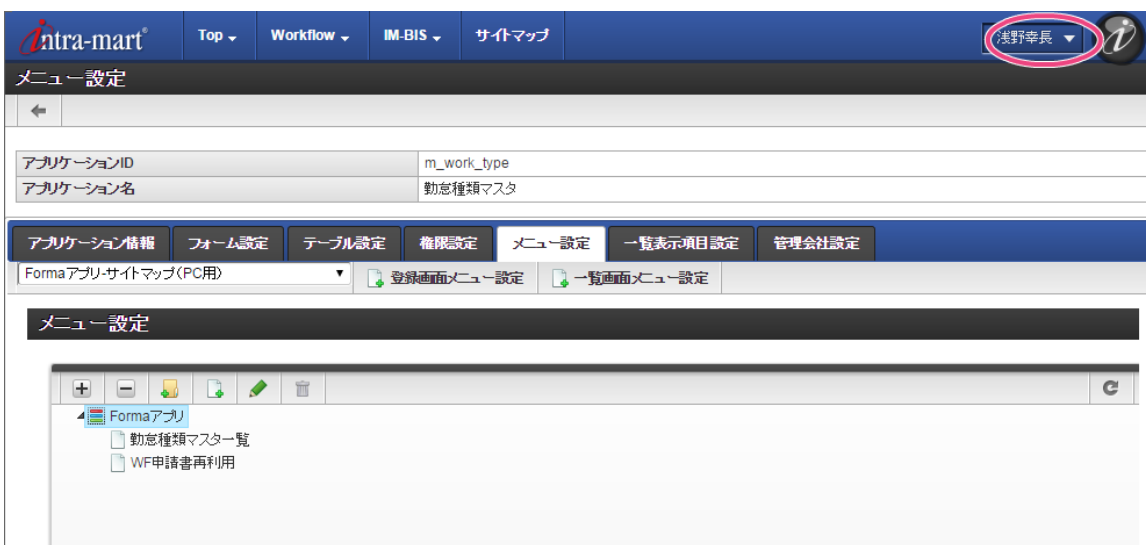 intra-mart® Top Workflow IM-BIS サイトマップ 浅野幸長
メニュー設定
アプリケーションID m_work_type
アプリケーション名 勤怠種類マスタ
アプリケーション情報 フォーム設定 テーブル設定 権限設定 メニュー設定 一覧表示項目設定 管理会社設定
Formaアプリ-サイトマップ(PC用) 登録画面メニュー設定 一覧画面メニュー設定
メニュー設定
Formaアプリ
勤怠種類マスタ一覧
WF申請書再利用